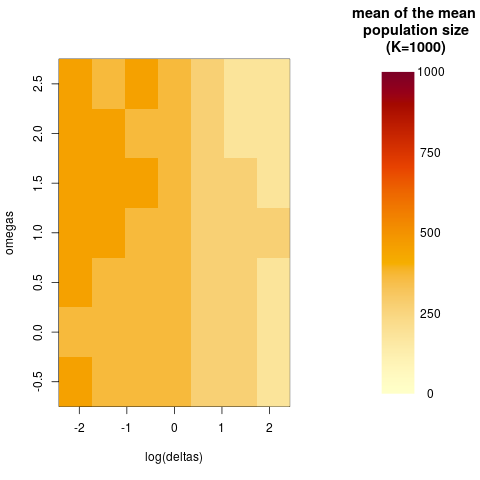 mean of the mean
population size
(K=1000)
1000
750
500
250
0
omegas
2.5
2.0
1.5
1.0
0.5
0.0
-0.5
-2 -1 0 1 2
log(deltas)